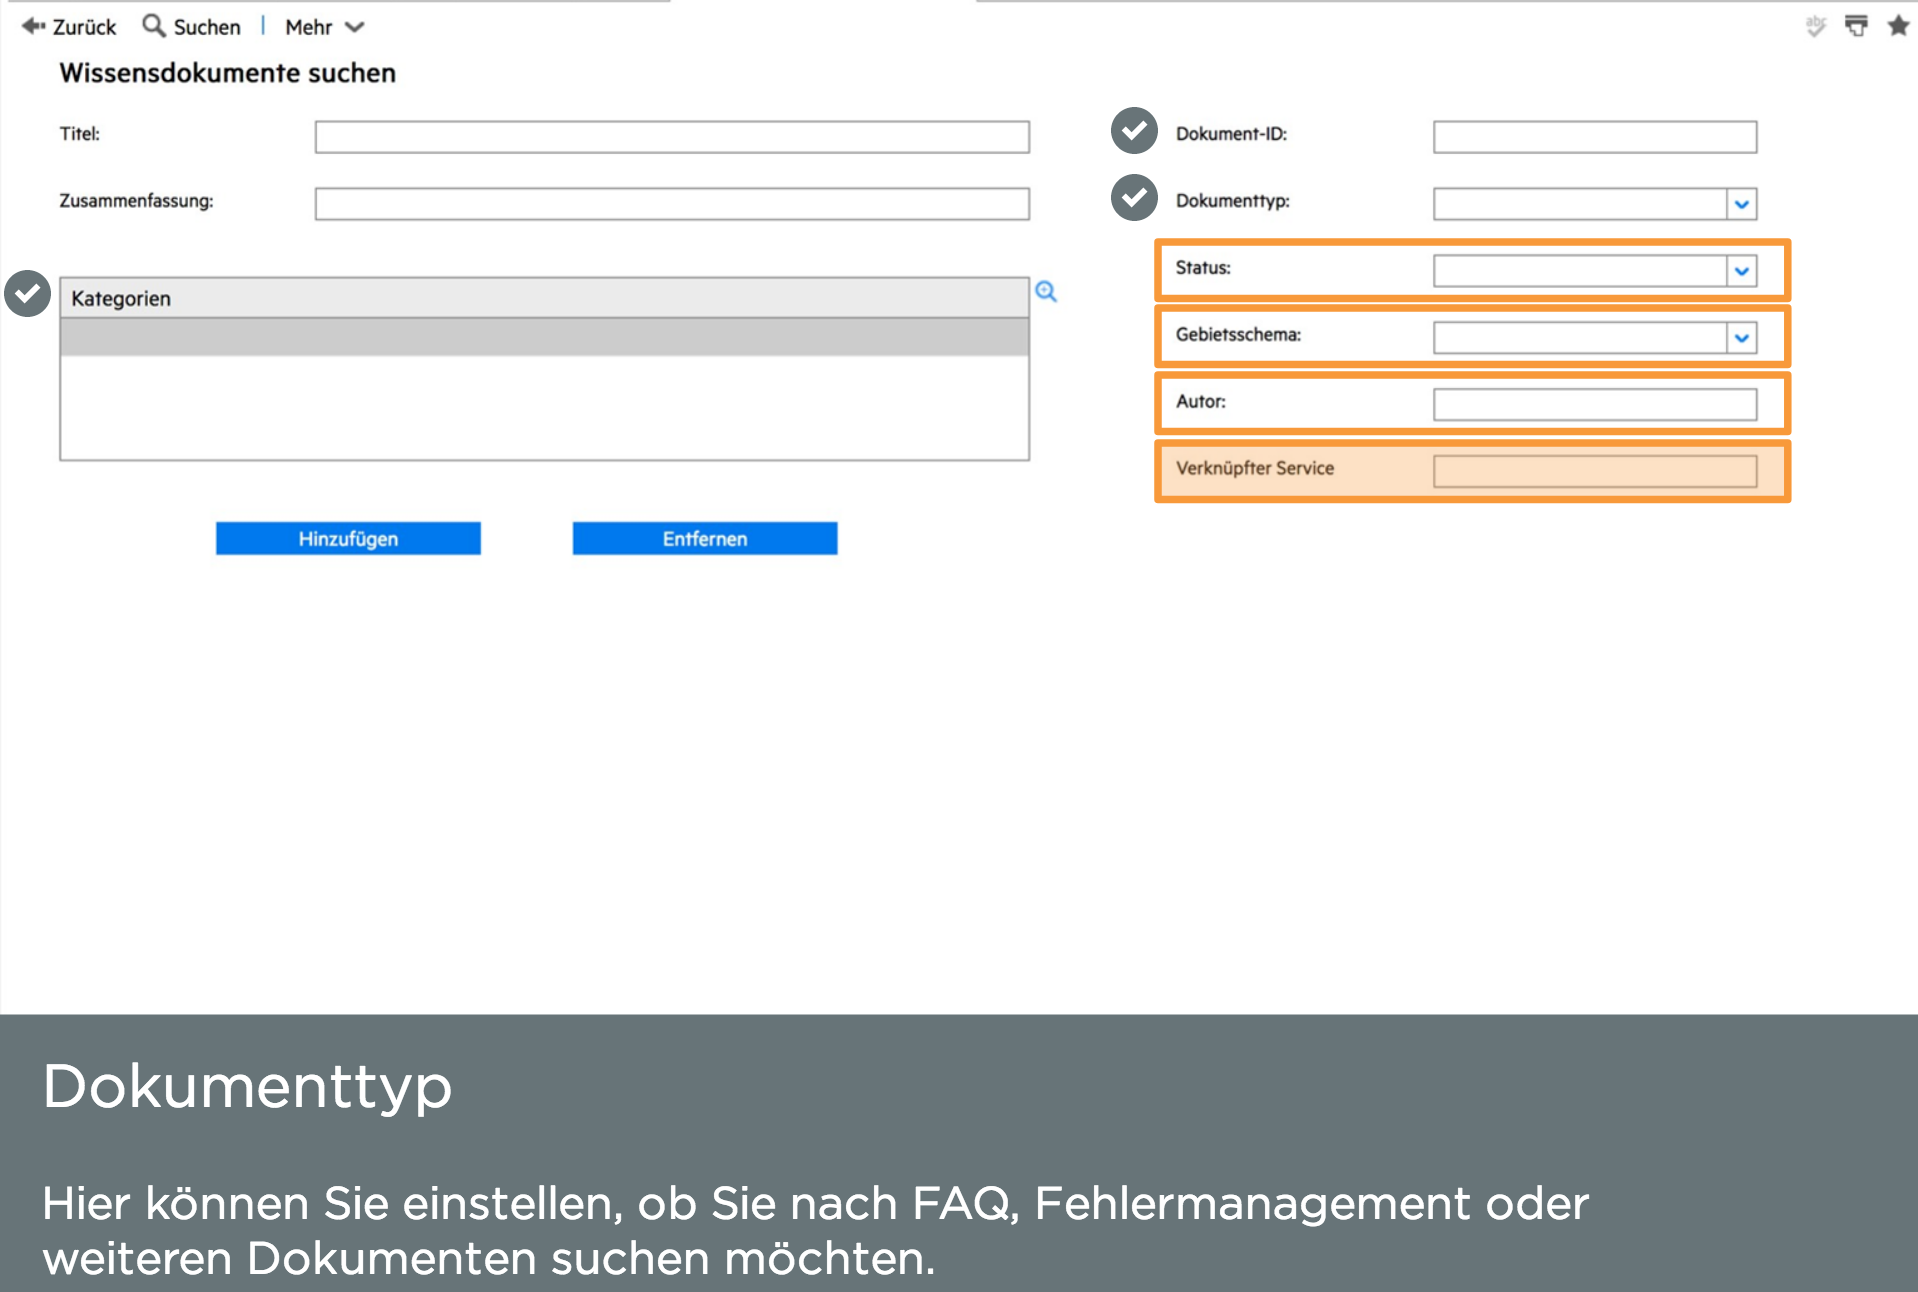 Zurück Suchen | Mehr
abc
Wissensdokumente suchen
Titel:
Zusammenfassung:
Kategorien
Hinzufügen Entfernen
Dokument-ID:
Dokumenttyp:
Status:
Gebietsschema:
Autor:
Verknüpfter Service
Dokumenttyp
Hier können Sie einstellen, ob Sie nach FAQ, Fehlermanagement oder
weiteren Dokumenten suchen möchten.